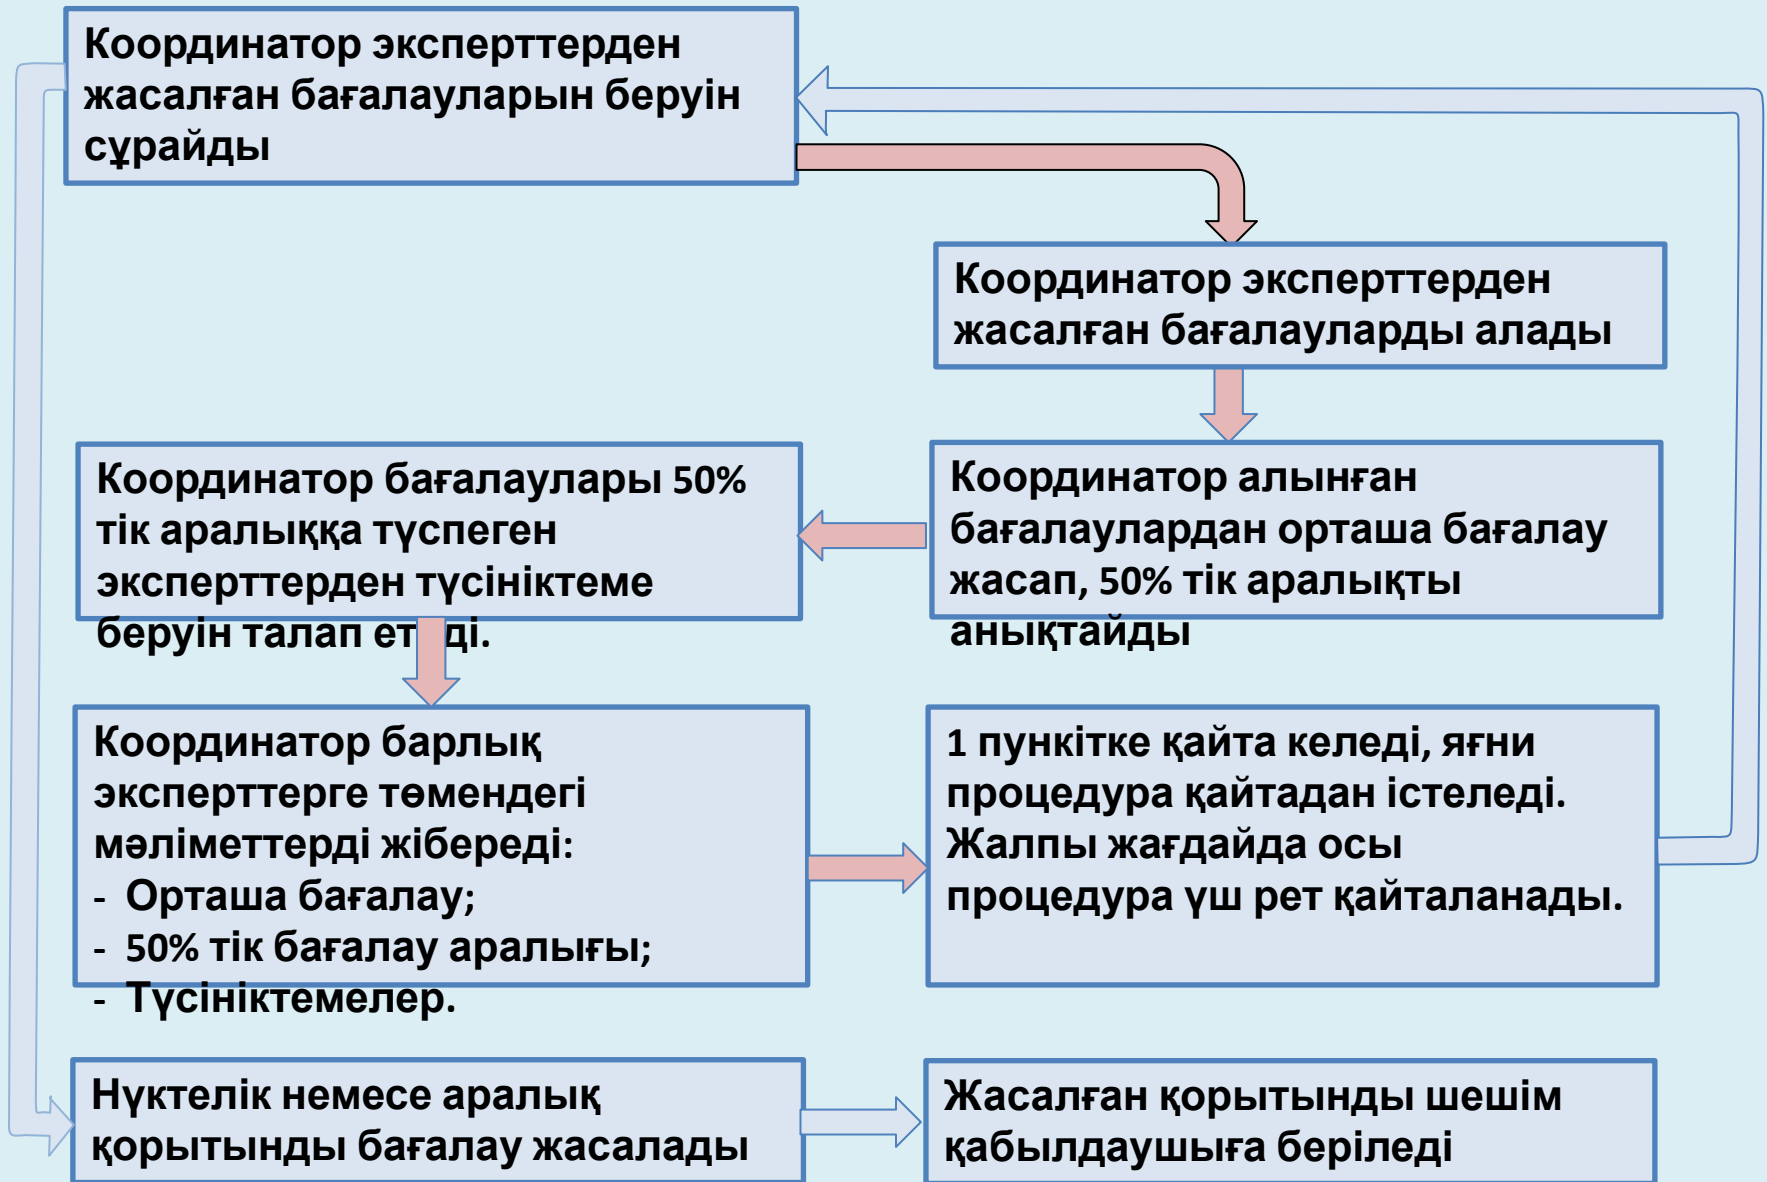 Координатор эксперттерден
жасалған бағалауларын беруін
сұрайды
Координатор эксперттерден
жасалған бағалауларды алады
Координатор алынған
бағалаулардан орташа бағалау
жасап, 50% тік аралықты
анықтайды
Координатор бағалаулары 50%
тік аралыққа түспеген
эксперттерден түсініктеме
беруін талап
Координатор барлық
эксперттерге төмендегі
мәліметтерді жібереді:
- Орташа бағалау;
- 50% тік бағалау аралығы;
- Түсініктемелер.
1 пункітке қайта келеді, яғни
процедура қайтадан істеледі.
Жалпы жағдайда осы
процедура үш рет қайталанады.
Нүктелік немесе аралық
қорытынды бағалау жасалады
Жасалған қорытынды шешім
қабылдаушыға беріледі